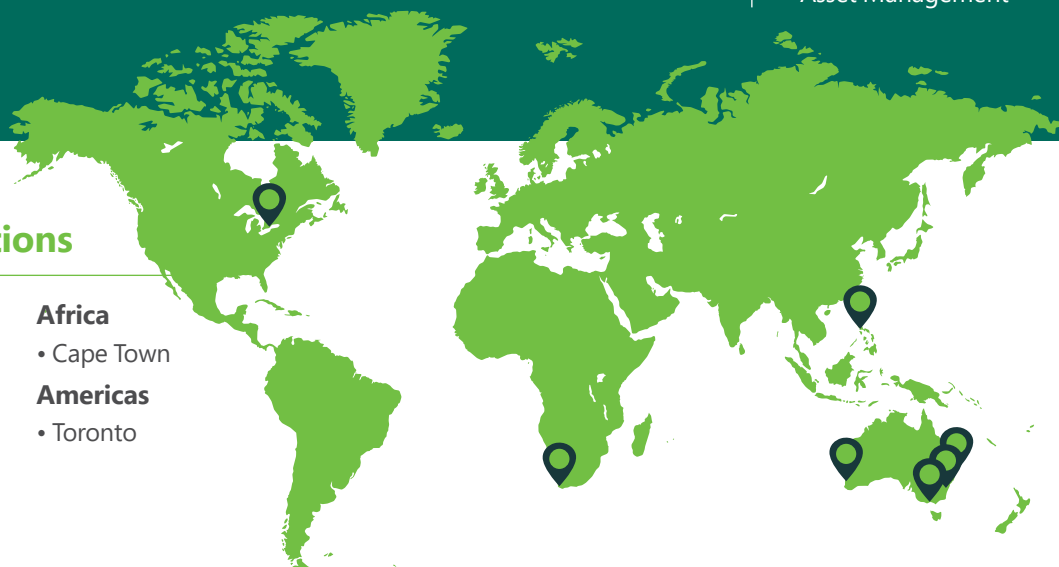 Asset Management
tions
Africa
• Cape Town
Americas
• Toronto